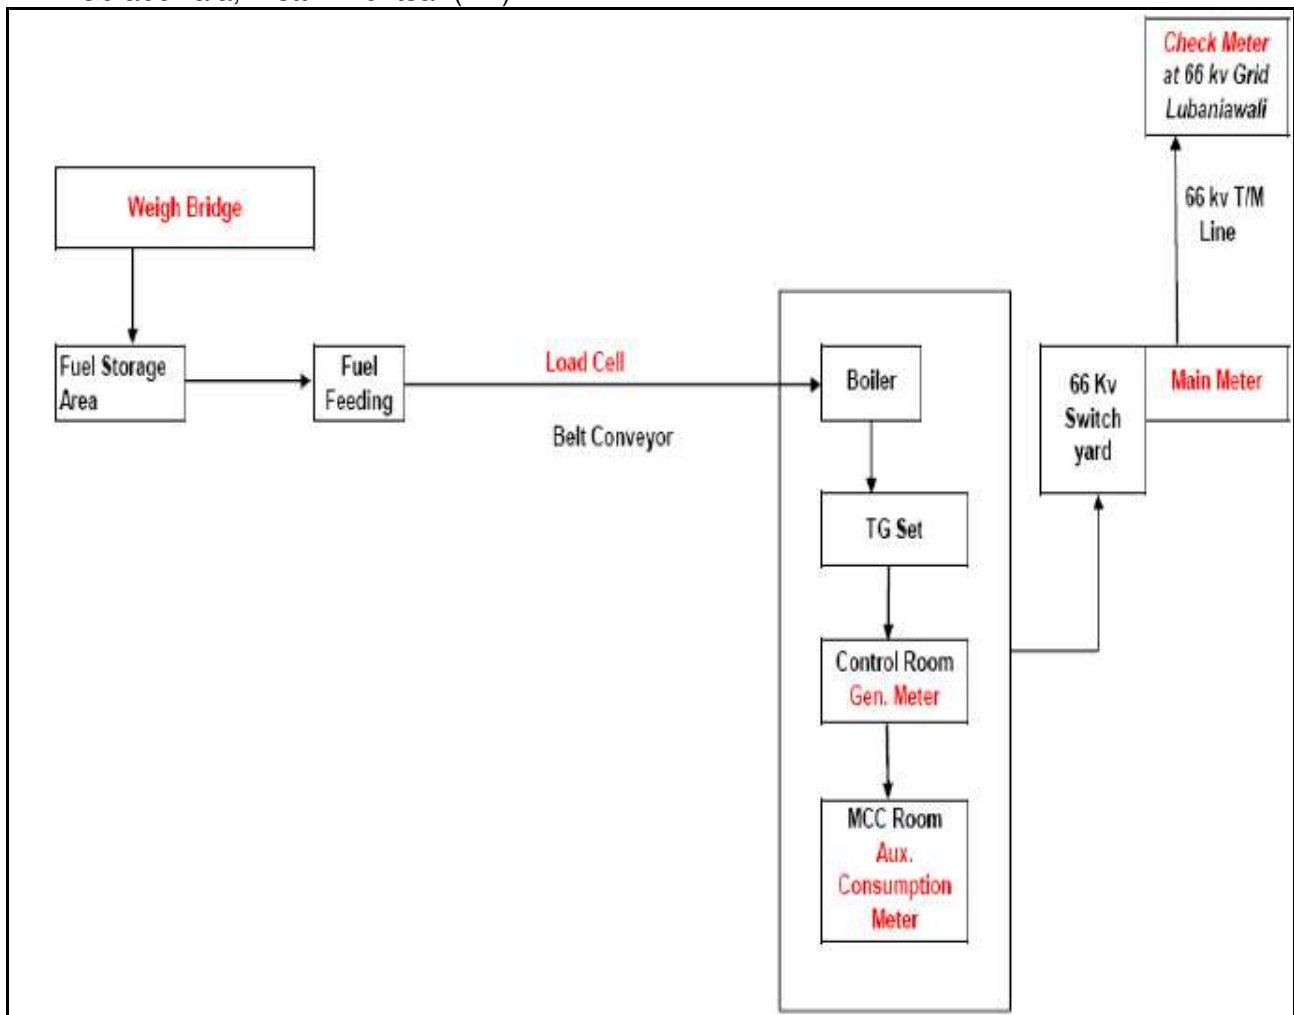 Check Meter
at 66 kv Grid
Lubaniawali
66 kv T/M
Line
Weigh Bridge
Fuel Storage
Area
Fuel
Feeding
Load Cell
Belt Conveyor
Boiler
TG Set
Control Room
Gen. Meter
MCC Room
Aux.
Consumption
Meter
66 Kv
Switch
yard
Main Meter